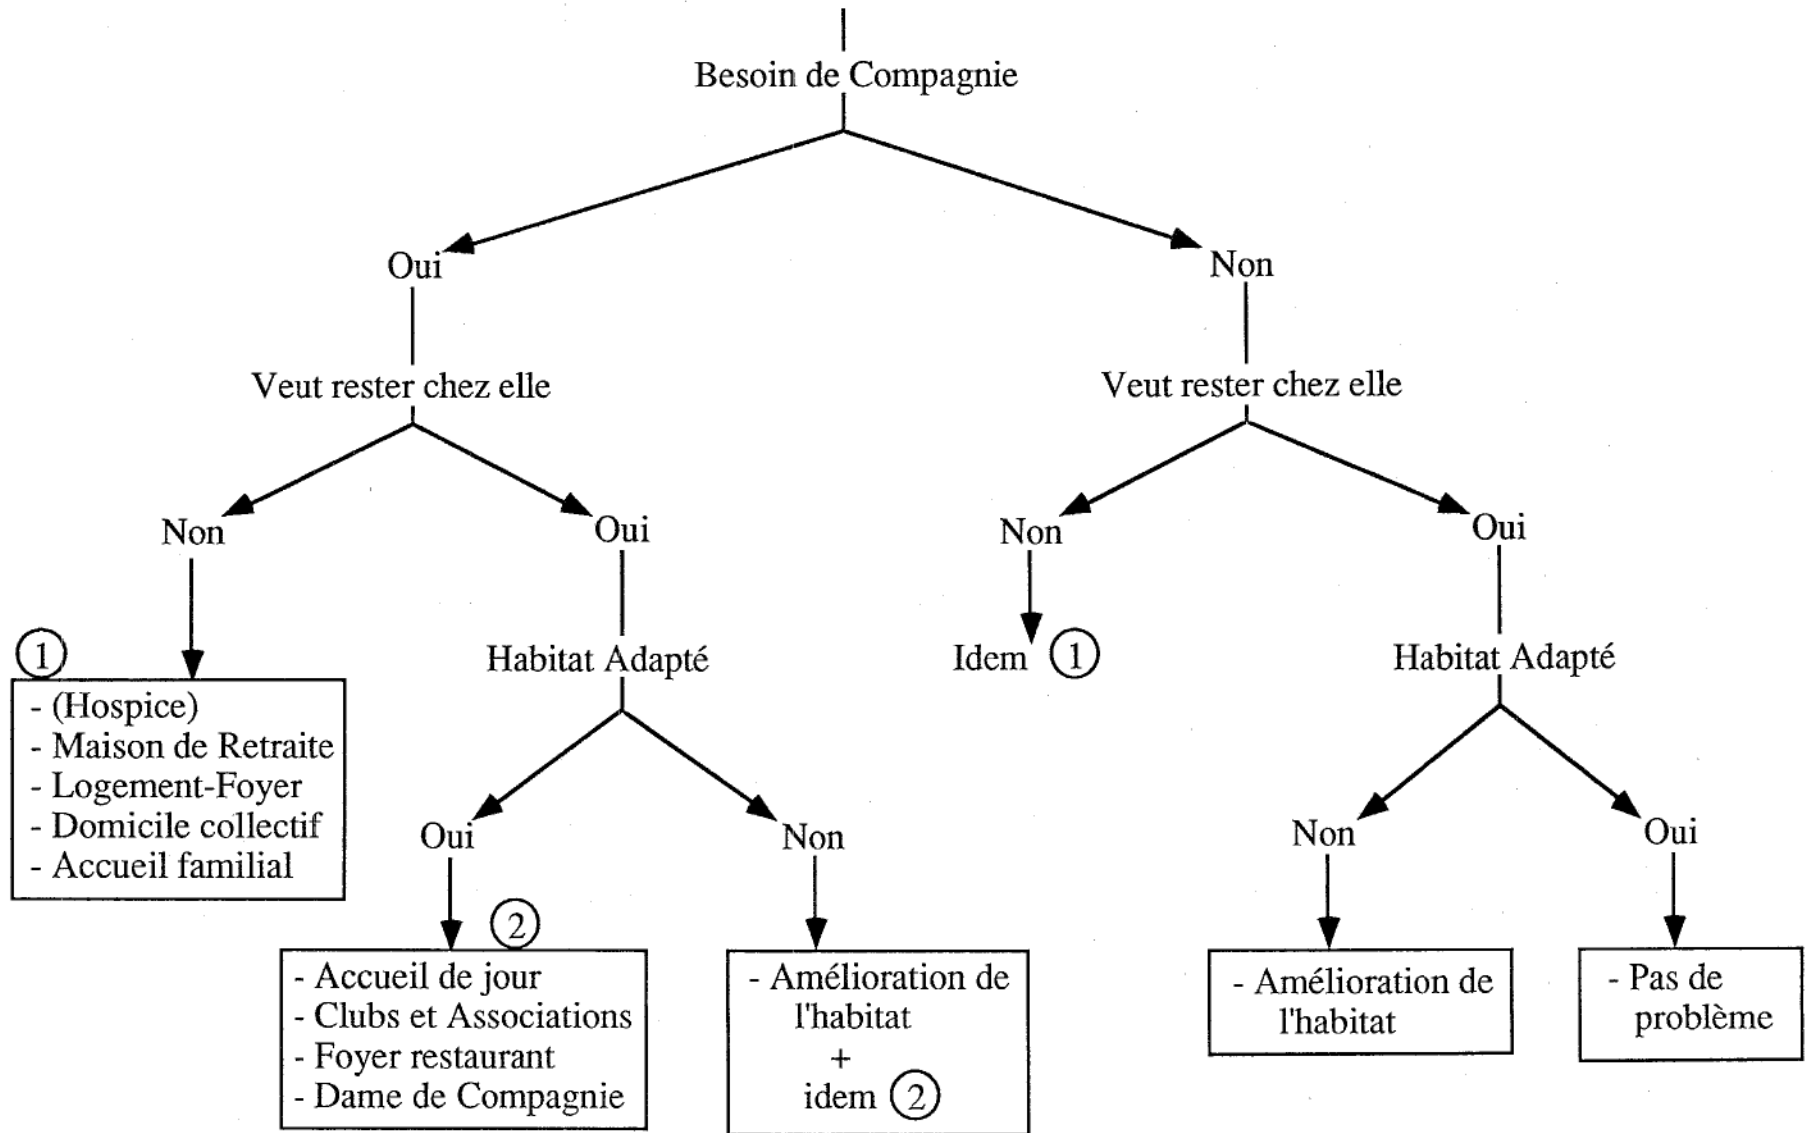 Besoin de Compagnie
Oui
Non
Veut rester chez elle
Veut rester chez elle
Non
Oui
Non
Oui
1
- (Hospice)
- Maison de Retraite
- Logement-Foyer
- Domicile collectif
- Accueil familial
Habitat Adapté
Idem 1
Habitat Adapté
Oui
Non
Non
Oui
2
- Accueil de jour
- Clubs et Associations
- Foyer restaurant
- Dame de Compagnie
- Amélioration de
l'habitat
+
idem 2
- Amélioration de
l'habitat
- Pas de
problème